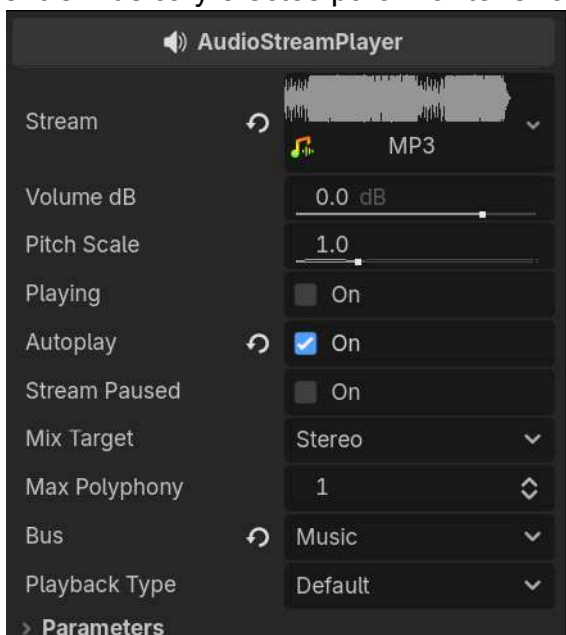 AudioStreamPlayer
Stream
MP3
Volume dB 0.0 dB
Pitch Scale 1.0
Playing On
Autoplay On
Stream Paused On
Mix Target Stereo
Max Polyphony 1
Bus Music
Playback Type Default
Parameters